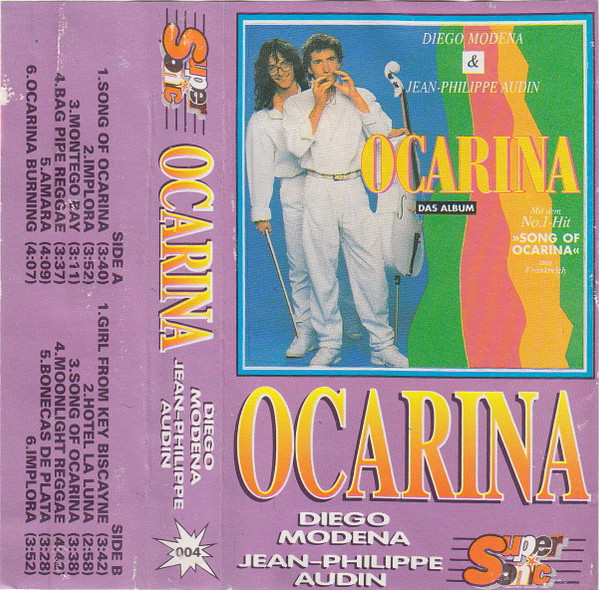 SIDE A
1.SONG OF OCARINA (3:40)
2.IMPLORA (3:52)
3.MONTEGO BAY (3:11)
4.BAG PIPE REGGAE (3:37)
5.AMARA (4:09)
6.OCARINA BURNING (4:07)
SIDE B
1.GIRL FROM KEY BISCAYNE (3:42)
2.HOTEL LA LUNA (2:58)
3.SONG OF OCARINA (3:38)
4.MOONLIGHT REGGAE (4:42)
5.BONECAS DE PLATA (3:28)
6.IMPLORA (3:52)
Super
Sonic
OCARINA
DIEGO
MODENA
JEAN-PHILIPPE
AUDIN
004
DIEGO MODENA
&
JEAN-PHILIPPE AUDIN
OCARINA
DAS ALBUM
Mit dem
No.1-Hit
»SONG OF
OCARINA«
aus
Frankreich
OCARINA
DIEGO
MODENA
JEAN-PHILIPPE
AUDIN
Super
Sonic